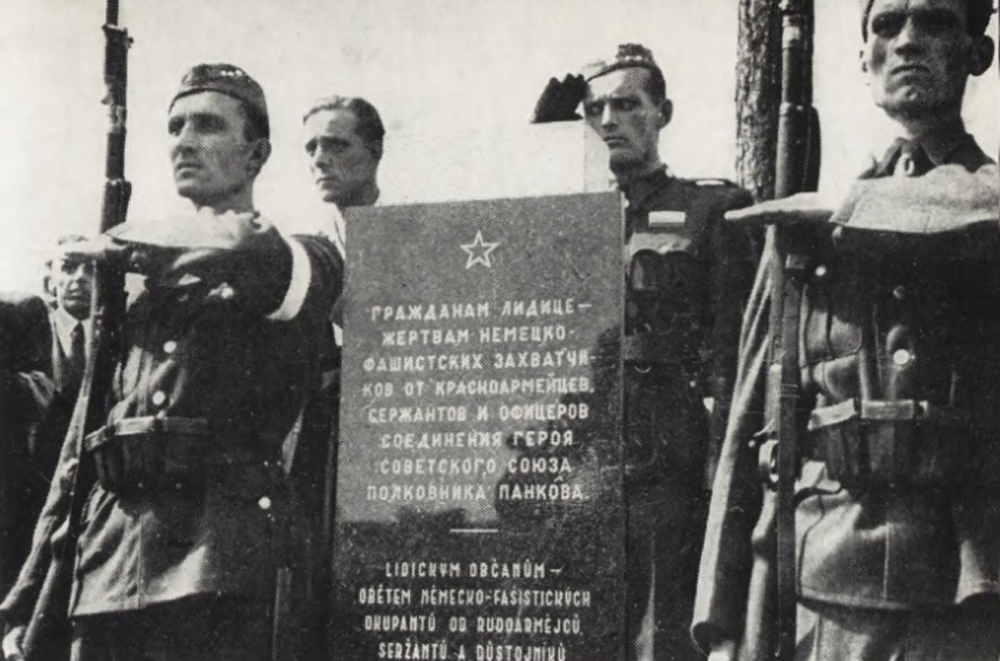 ГРАЖДАНАМ ЛИДИЦЕ—
ЖЕРТВАМ НЕМЕЦКО-
ФАШИСТСКИХ ЗАХВАТЧИ-
КОВ ОТ КРАСНОАРМЕЙЦЕВ,
СЕРЖАНТОВ И ОФИЦЕРОВ
СОЕДИНЕНИЯ ГЕРОЯ
СОВЕТСКОГО СОЮЗА
ПОЛКОВНИКА ПАНКОВА.
LIDICKÝM OBČANŮM—
OBĚTEM NĚMECKO-FAŠISTICKÝCH
OKUPANTŮ OD RUDOARMĚJCŮ,
SERŽANTŮ A DŮSTOJNÍKŮ